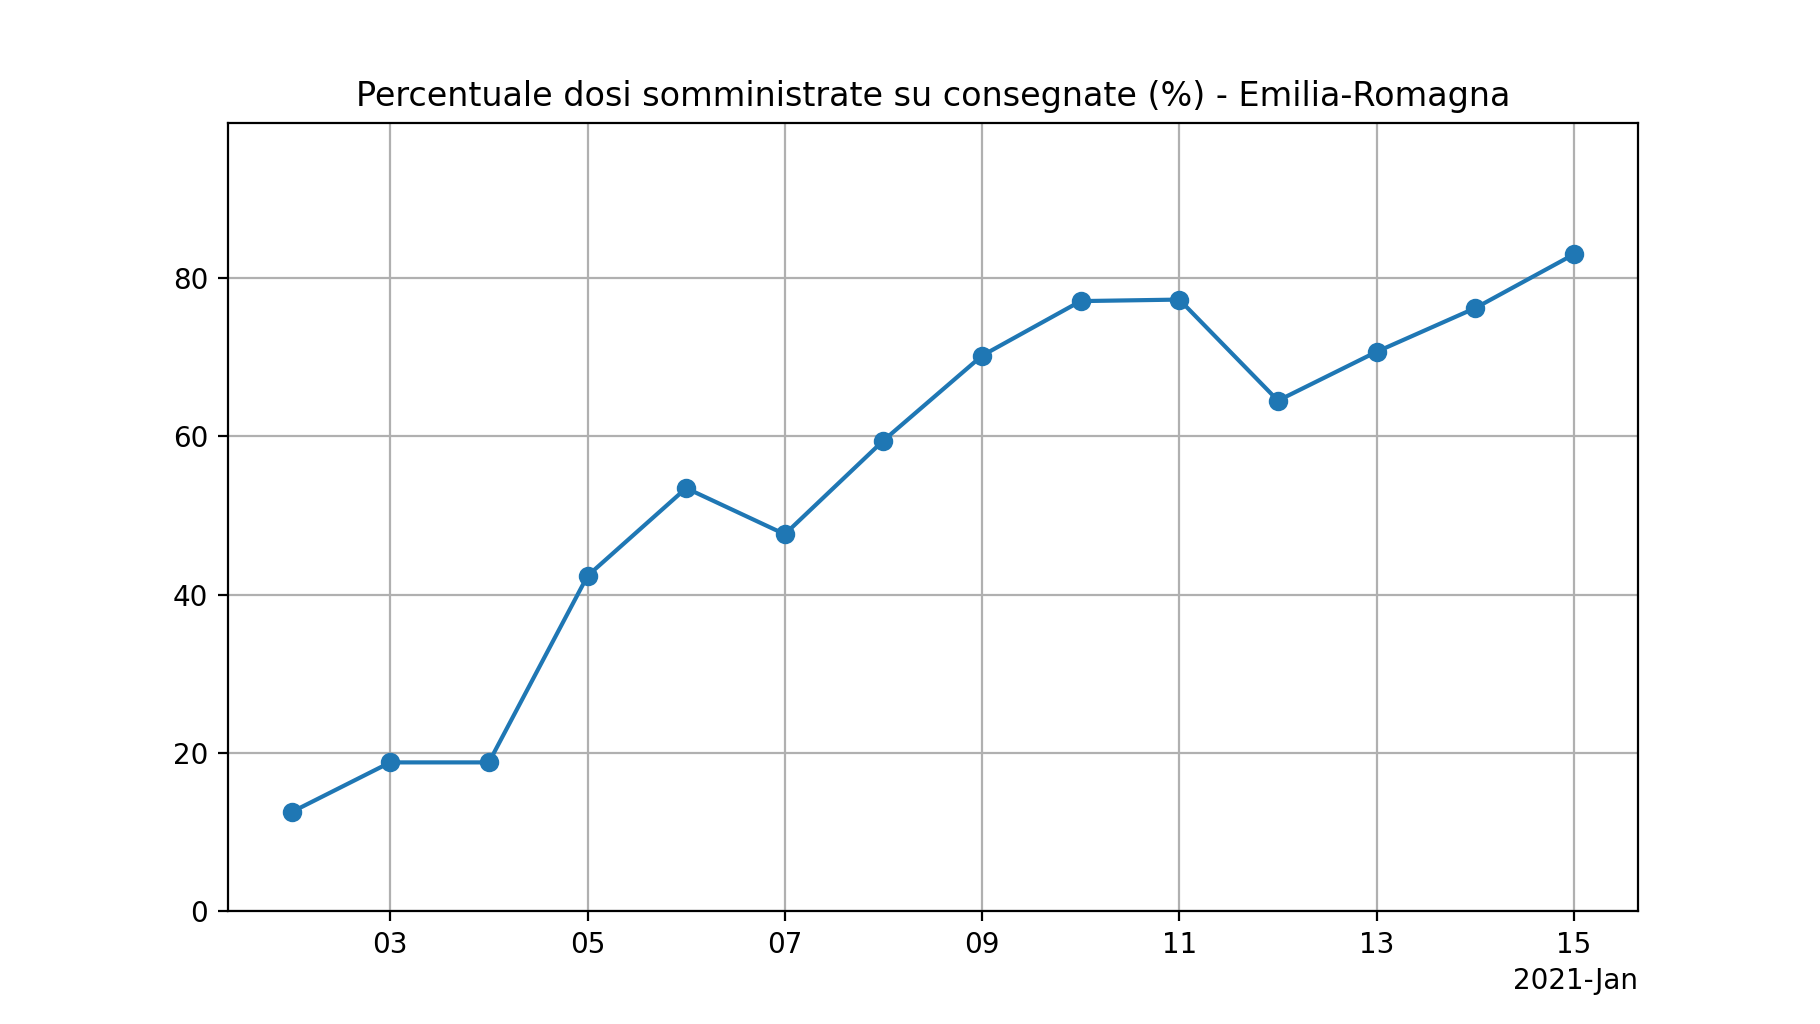 Percentuale dosi somministrate su consegnate (%) - Emilia-Romagna
80
60
40
20
0
03 05 07 09 11 13 15
2021-Jan